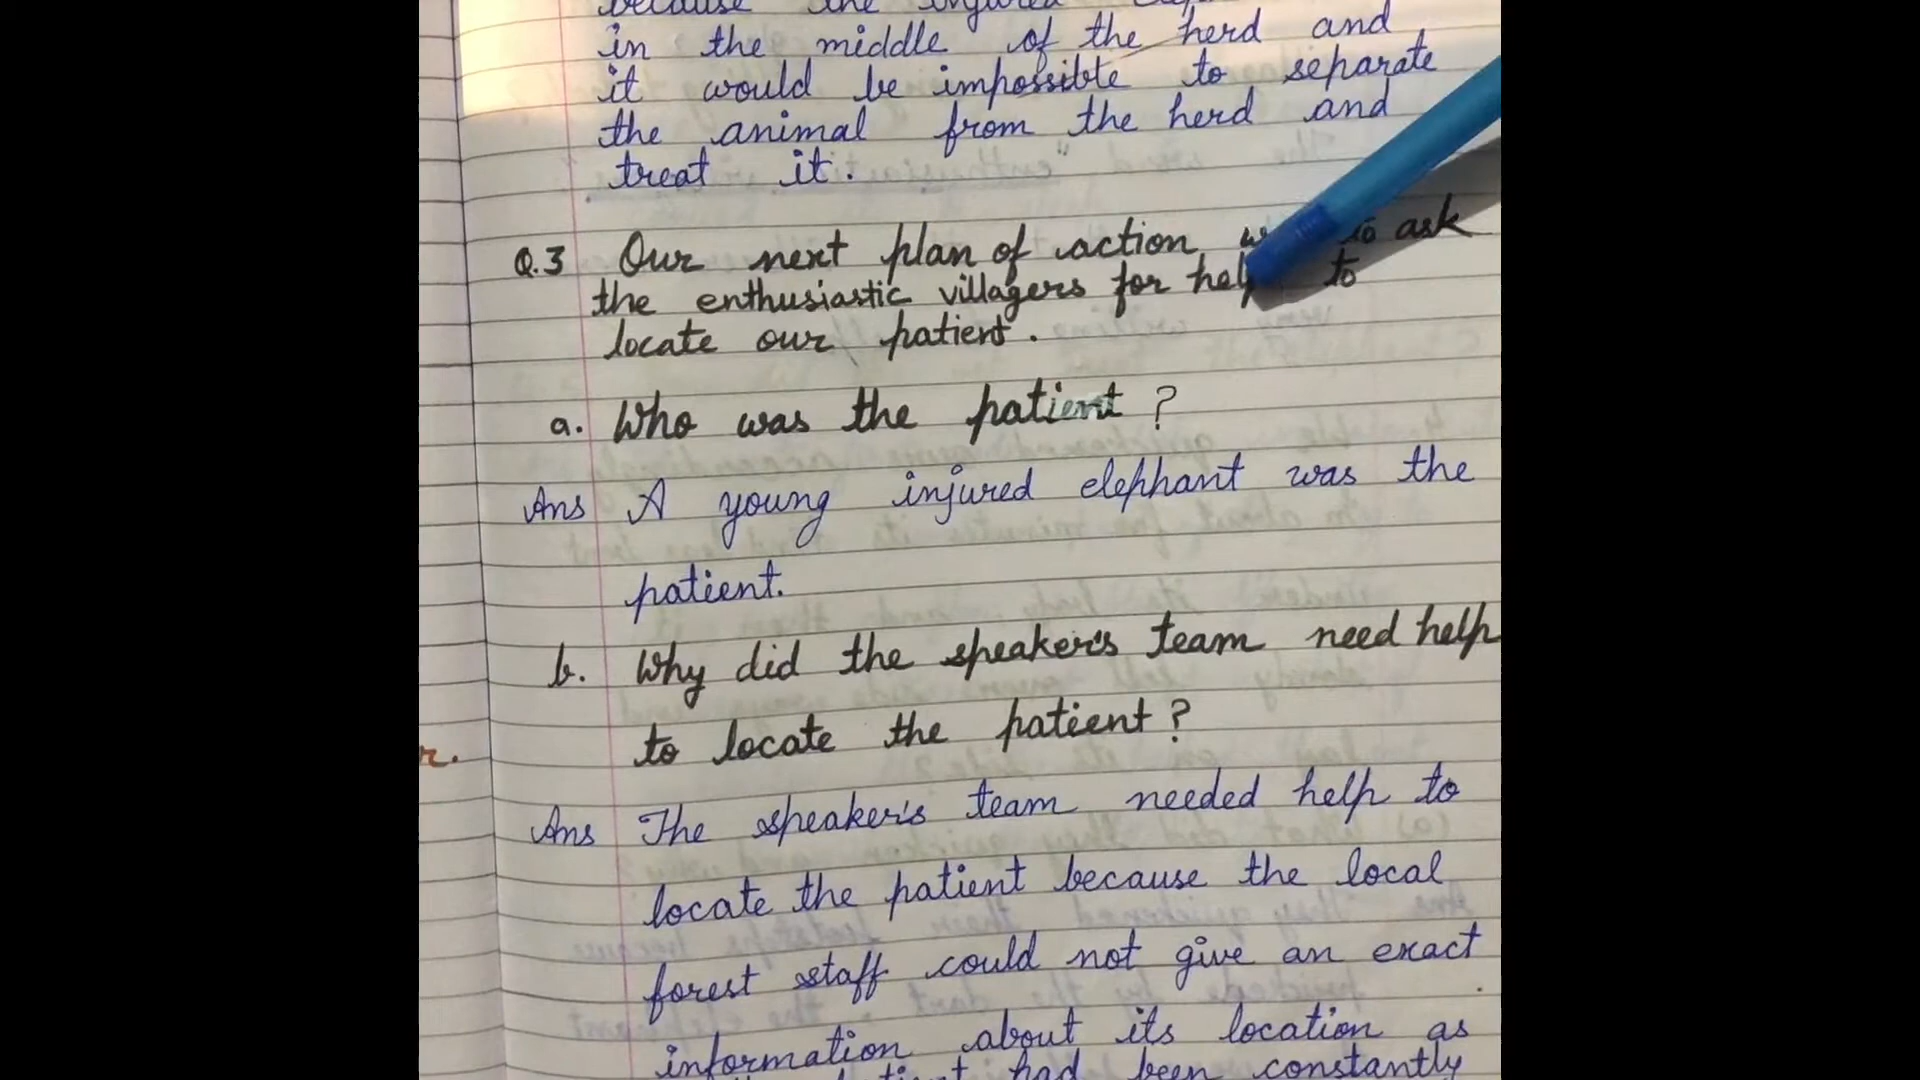 because the injured
in the middle of the herd and
it would be impossible to separate
the animal from the herd and
treat it.
Q.3 Our next plan of action to ask
the enthusiastic villagers for help to
locate our patient.
a. Who was the patient?
Ans A young injured elephant was the
patient.
b. Why did the speaker's team need help
to locate the patient?
Ans The speaker's team needed help to
locate the patient because the local
forest staff could not give an exact
information about its location as
had been constantly
r.